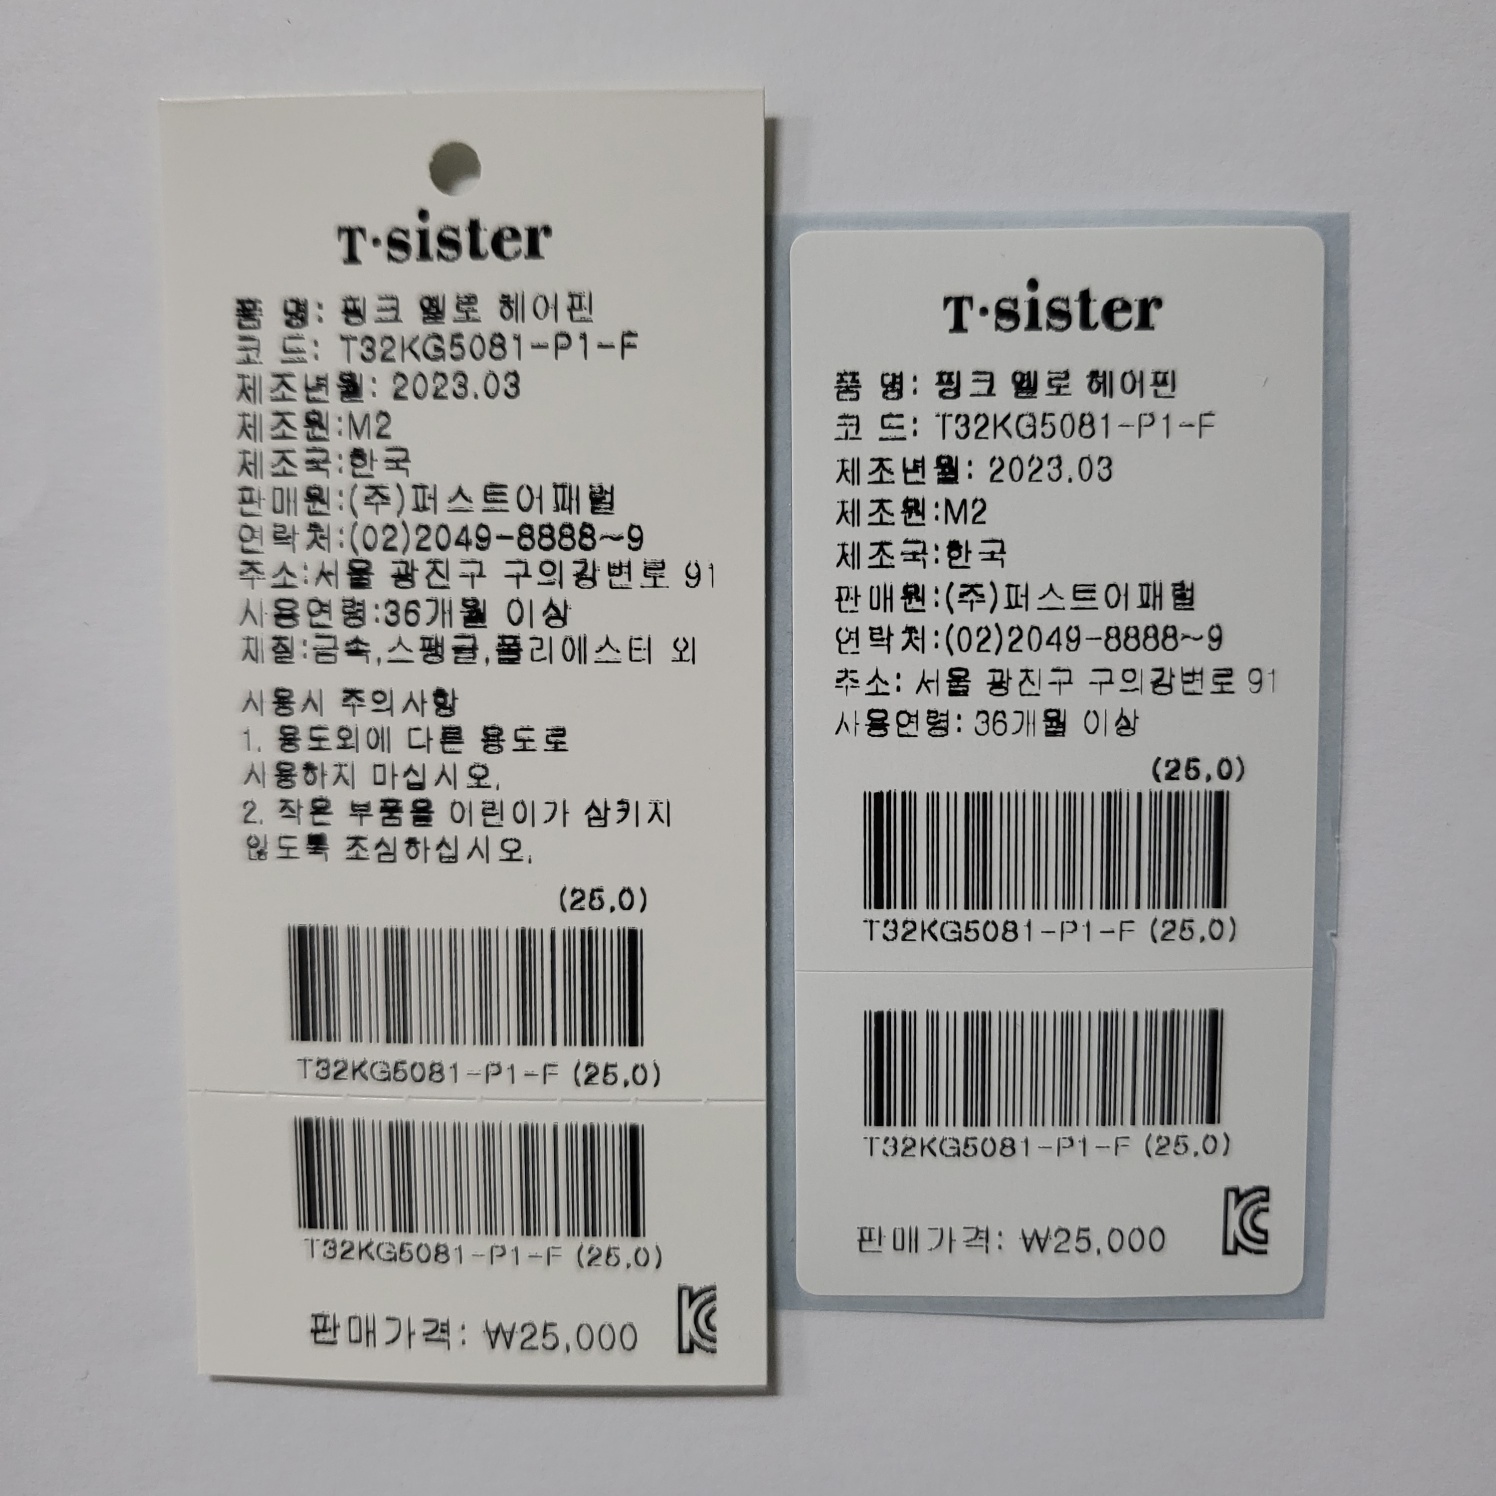 T·sister
품 명: 핑크 옐로 헤어핀
코 드: T32KG5081-P1-F
제조년월: 2023.03
제조원:M2
제조국:한국
판매원:(주)퍼스트어패럴
연락처:(02)2049-8888~9
주소:서울 광진구 구의강변로 91
사용연령:36개월 이상
재질:금속,스팽글,폴리에스터 외
사용시 주의사항
1. 용도외에 다른 용도로
사용하지 마십시오.
2. 작은 부품을 어린이가 삼키지
않도록 조심하십시오.
(25.0)
T32KG5081-P1-F (25.0)
T32KG5081-P1-F (25.0)
판매가격: ₩25,000
KC
T·sister
품 명: 핑크 옐로 헤어핀
코 드: T32KG5081-P1-F
제조년월: 2023.03
제조원:M2
제조국:한국
판매원:(주)퍼스트어패럴
연락처:(02)2049-8888~9
주소: 서울 광진구 구의강변로 91
사용연령: 36개월 이상
(25.0)
T32KG5081-P1-F (25.0)
T32KG5081-P1-F (25.0)
판매가격: ₩25,000
KC